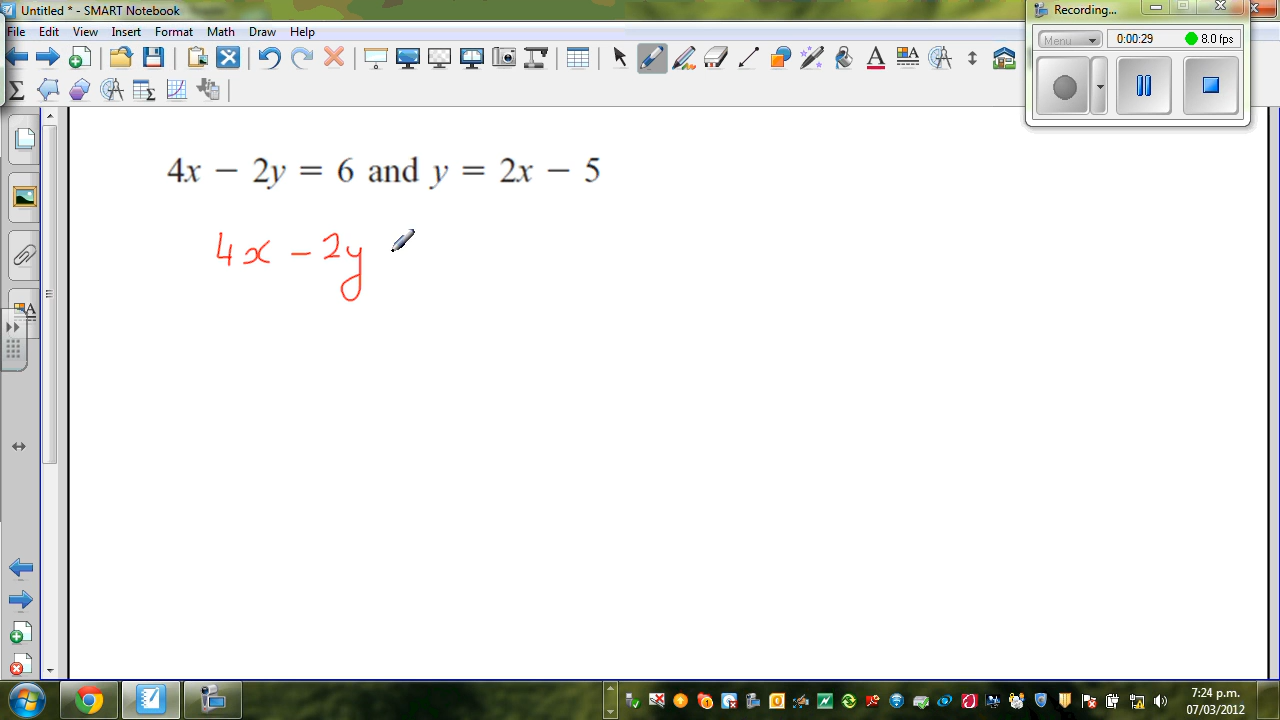 Untitled * - SMART Notebook
Recording...
File Edit View Insert Format Math Draw Help
Menu 0:00:29 8.0 fps
4x − 2y = 6 and y = 2x − 5
4x − 2y
7:24 p.m.
07/03/2012